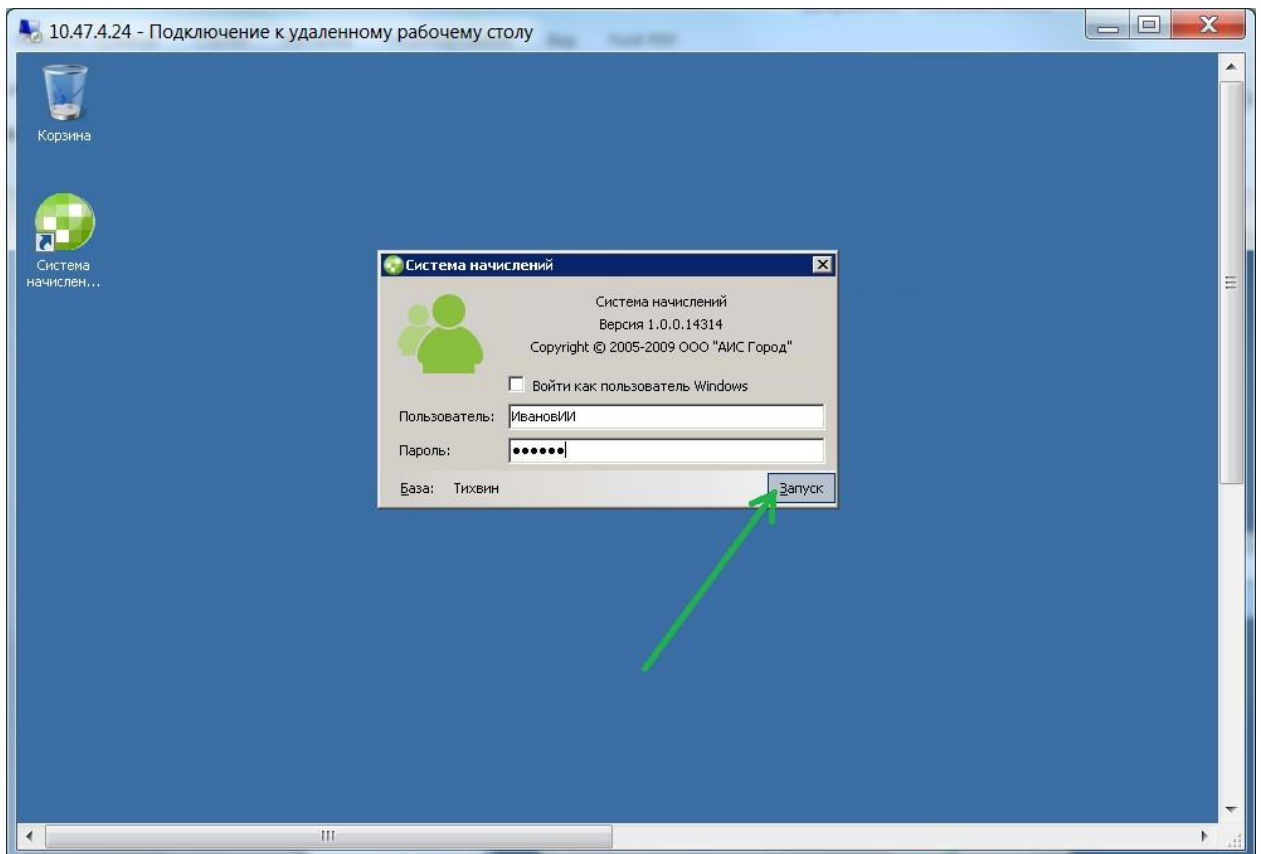 10.47.4.24 - Подключение к удаленному рабочему столу
Корзина
Система
начислен...
Система начислений
Система начислений
Версия 1.0.0.14314
Copyright © 2005-2009 ООО "АИС Город"
Войти как пользователь Windows
Пользователь: ИвановИИ
Пароль: ●●●●●●
База: Тихвин
Запуск